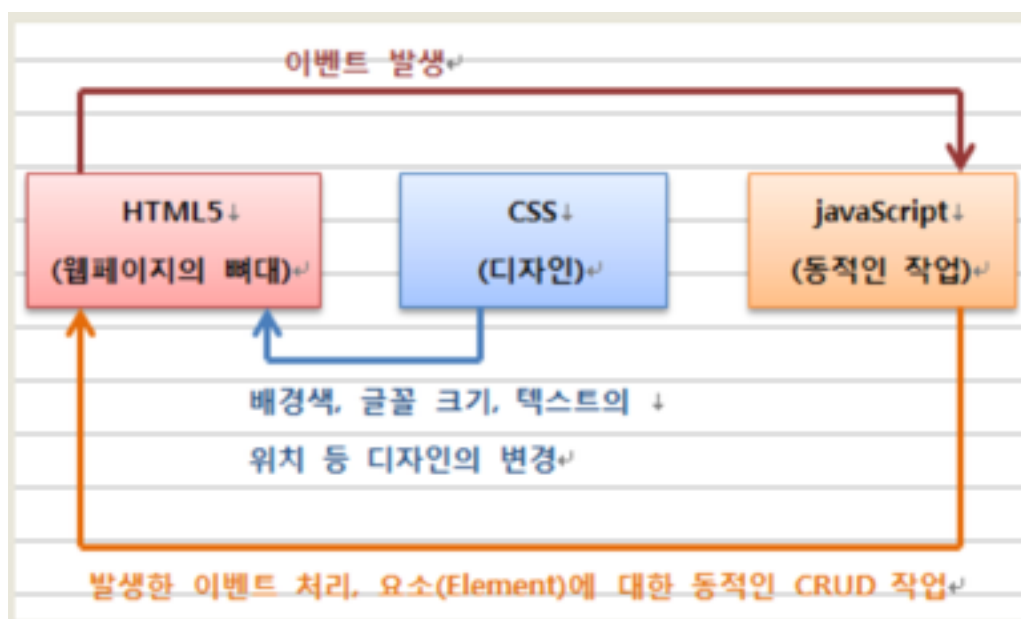 이벤트 발생↵
HTML5↓
(웹페이지의 뼈대)↵
CSS↓
(디자인)↵
javaScript↓
(동적인 작업)↵
배경색, 글꼴 크기, 텍스트의 ↓
위치 등 디자인의 변경↵
발생한 이벤트 처리, 요소(Element)에 대한 동적인 CRUD 작업↵